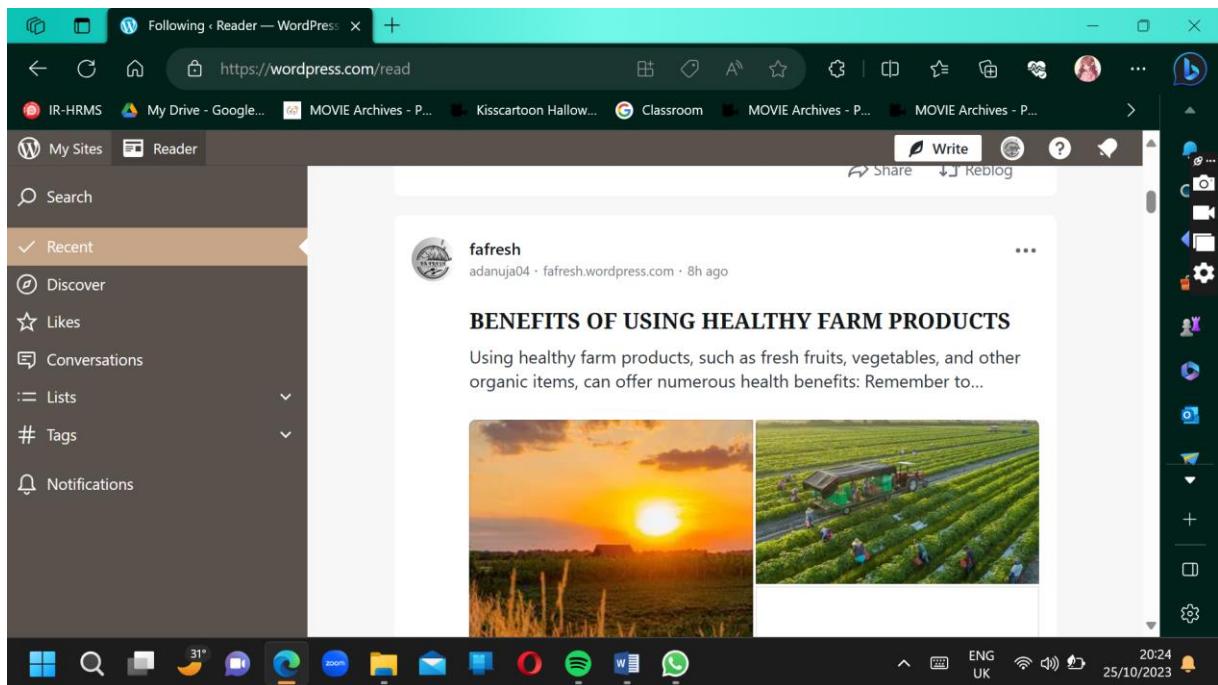 Following ‹ Reader — WordPress
https://wordpress.com/read
IR-HRMS
My Drive - Google...
MOVIE Archives - P...
Kisscartoon Hallow...
Classroom
MOVIE Archives - P...
MOVIE Archives - P...
My Sites
Reader
Write
Share
Reblog
Search
Recent
Discover
Likes
Conversations
Lists
Tags
Notifications
fafresh
adanuja04 · fafresh.wordpress.com · 8h ago
BENEFITS OF USING HEALTHY FARM PRODUCTS
Using healthy farm products, such as fresh fruits, vegetables, and other
organic items, can offer numerous health benefits: Remember to...
31°
zoom
ENG
UK
20:24
25/10/2023